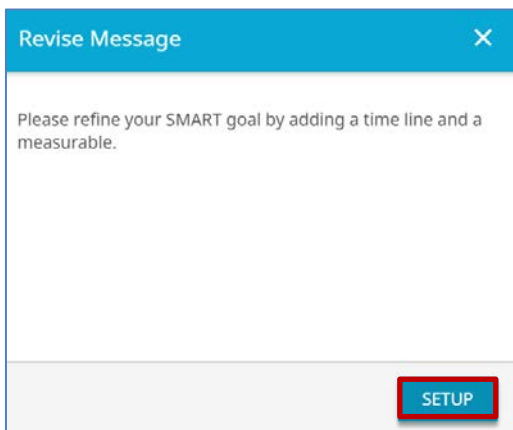 Revise Message
Please refine your SMART goal by adding a time line and a
measurable.
SETUP